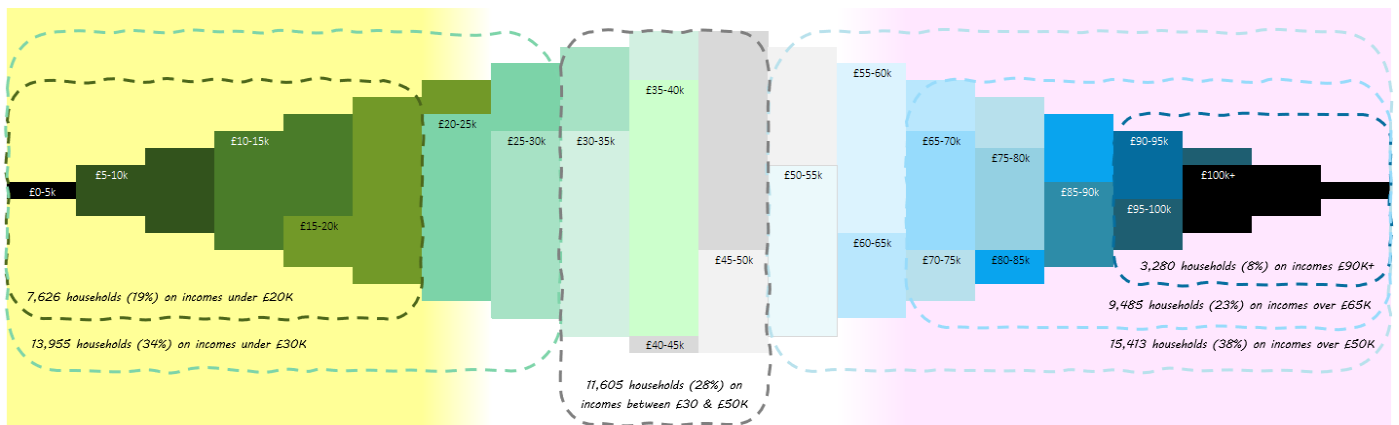 £0-5k
£5-10k
£10-15k
£15-20k
£20-25k
£25-30k
£30-35k
£35-40k
£40-45k
£45-50k
£50-55k
£55-60k
£60-65k
£65-70k
£70-75k
£75-80k
£80-85k
£85-90k
£90-95k
£95-100k
£100k+
7,626 households (19%) on incomes under £20K
13,955 households (34%) on incomes under £30K
11,605 households (28%) on
incomes between £30 & £50K
3,280 households (8%) on incomes £90K+
9,485 households (23%) on incomes over £65K
15,413 households (38%) on incomes over £50K